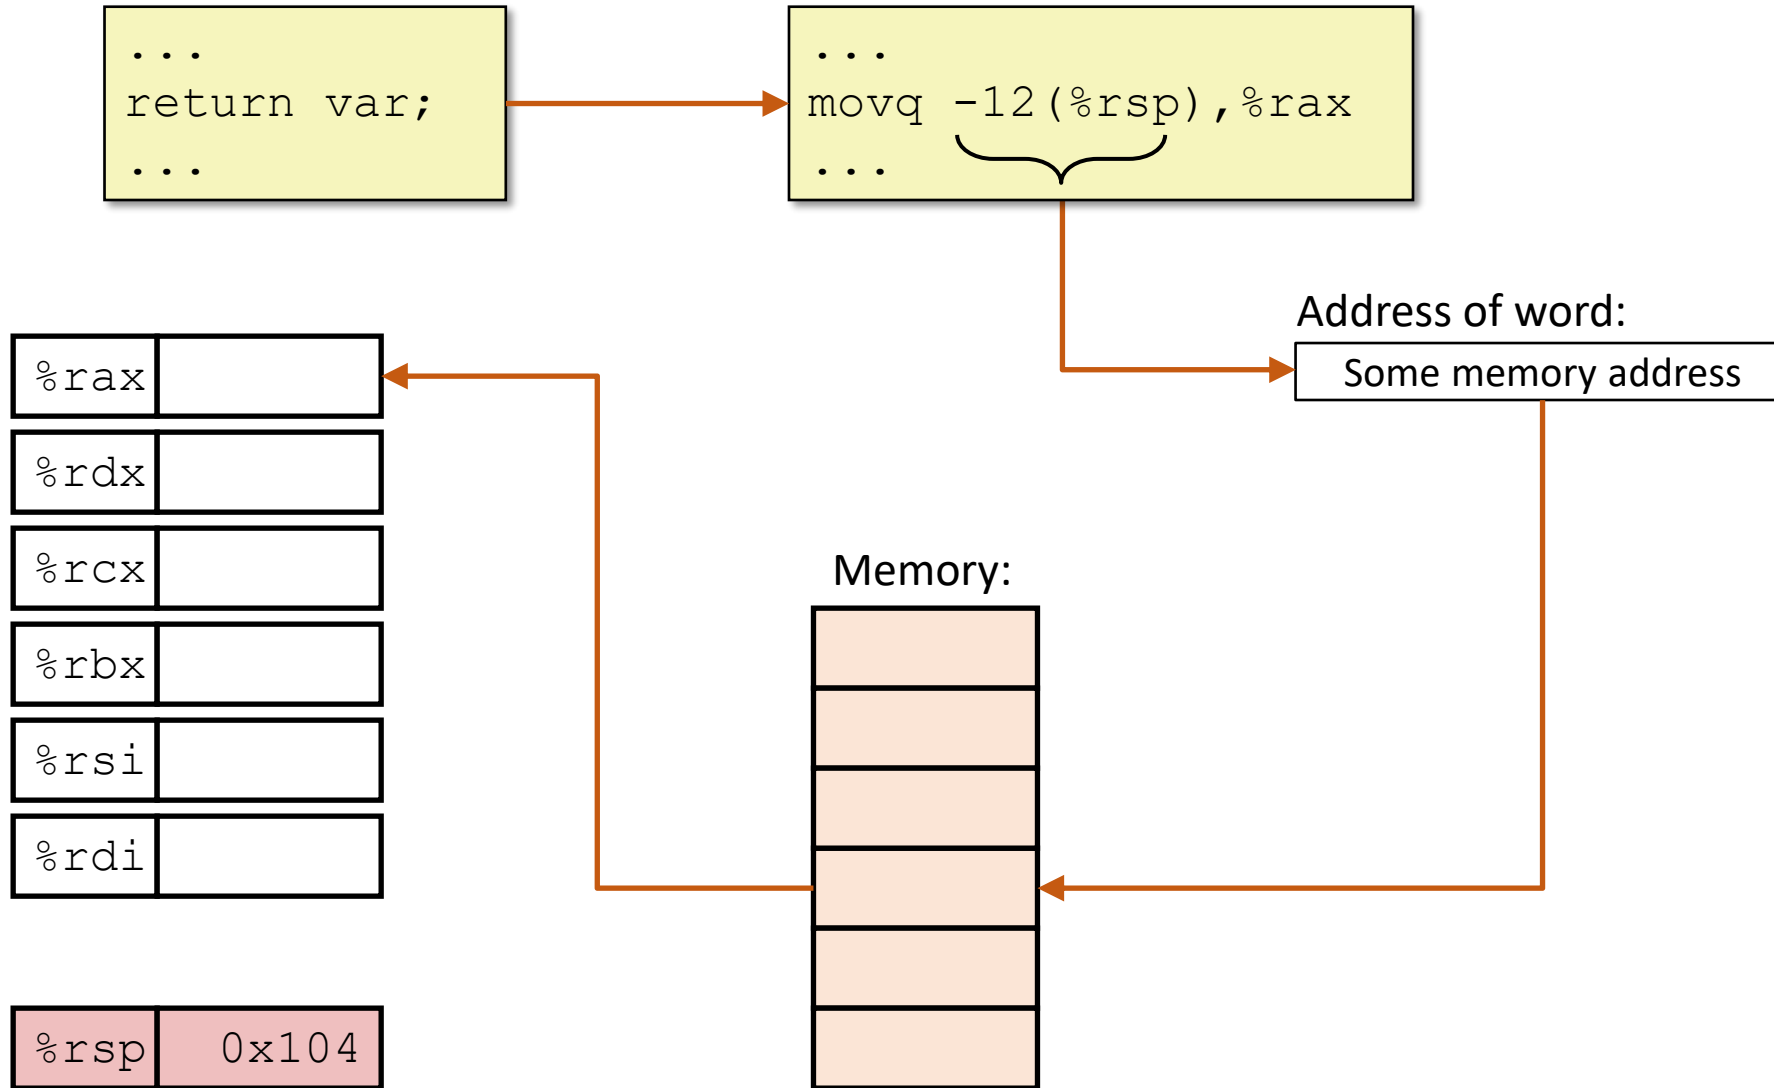 ...
return var;
...
...
movq -12(%rsp),%rax
...
Address of word:
Some memory address
%rax
%rdx
%rcx
%rbx
%rsi
%rdi
%rsp 0x104
Memory: